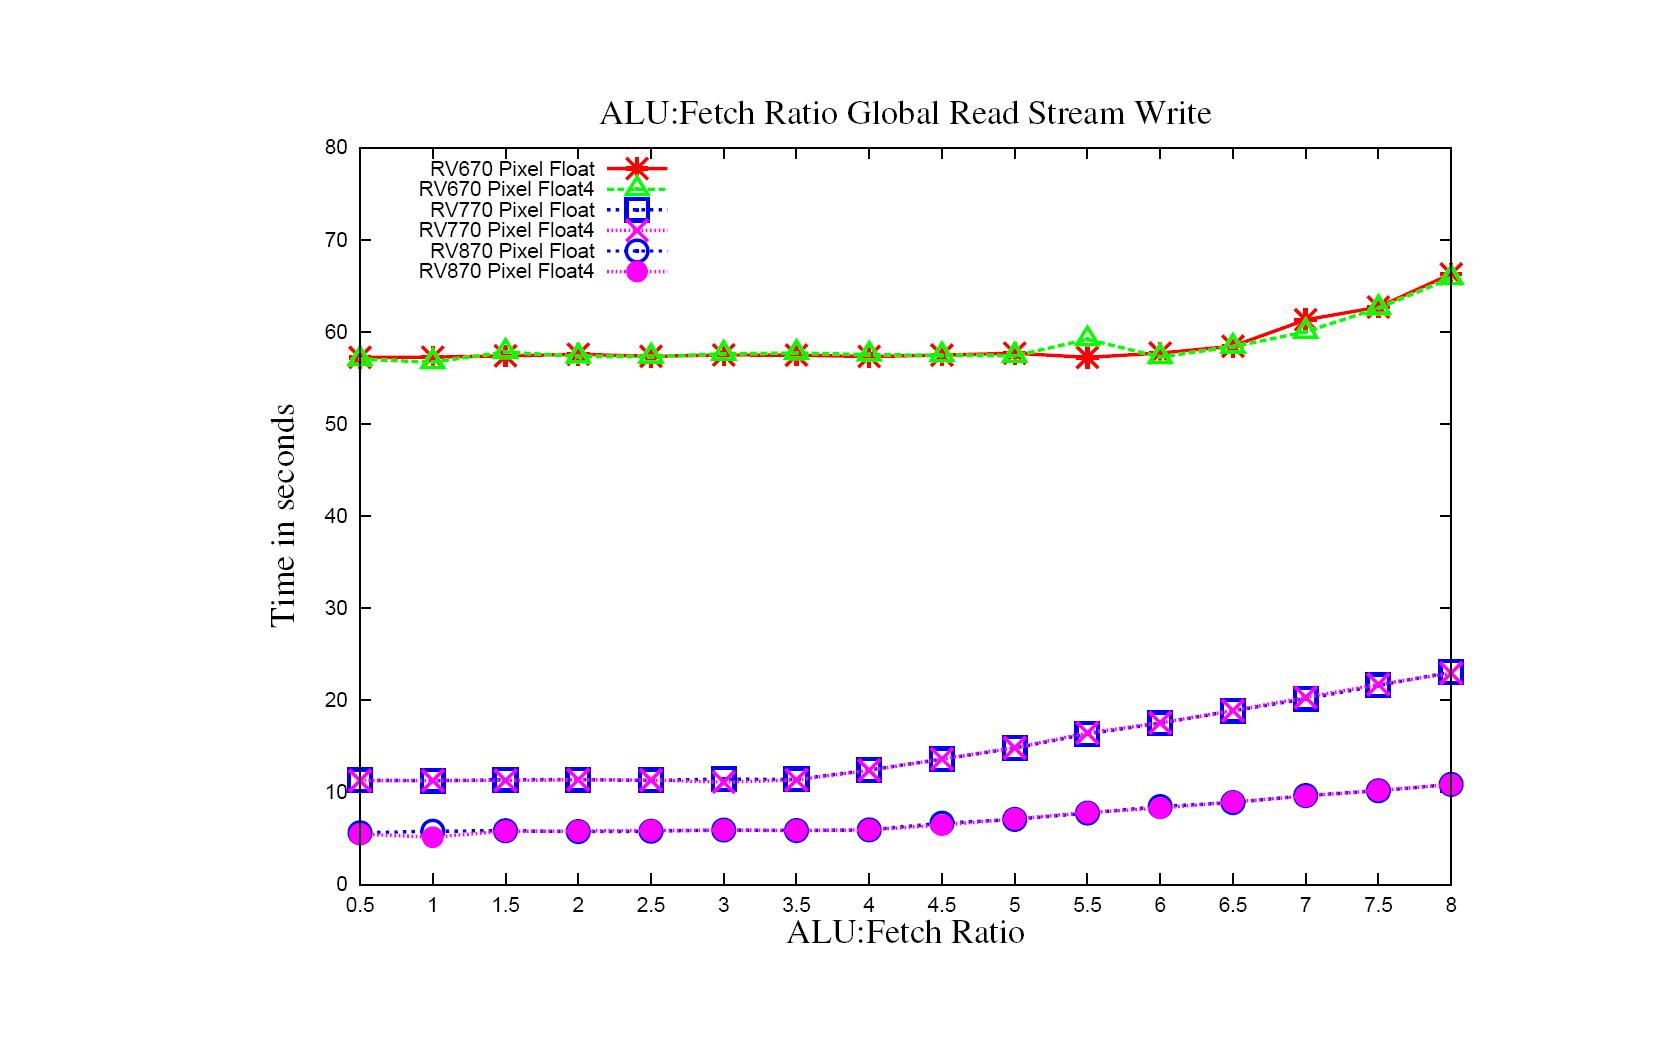 ALU:Fetch Ratio Global Read Stream Write
80
70
60
50
40
30
20
10
0
RV670 Pixel Float
RV670 Pixel Float4
RV770 Pixel Float
RV770 Pixel Float4
RV870 Pixel Float
RV870 Pixel Float4
Time in seconds
0.5 1 1.5 2 2.5 3 3.5 4 4.5 5 5.5 6 6.5 7 7.5 8
ALU:Fetch Ratio